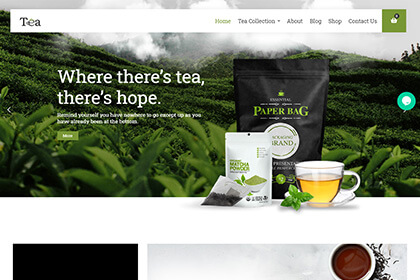 Tea
Home Tea Collection About Blog Shop Contact Us
0
Where there's tea,
there's hope.
Remind yourself you have nowhere to go except up as you
have already been at the bottom.
More
ESSENTIAL
PAPER BAG
PACKAGING
BRAND
MATCHA
POWDER